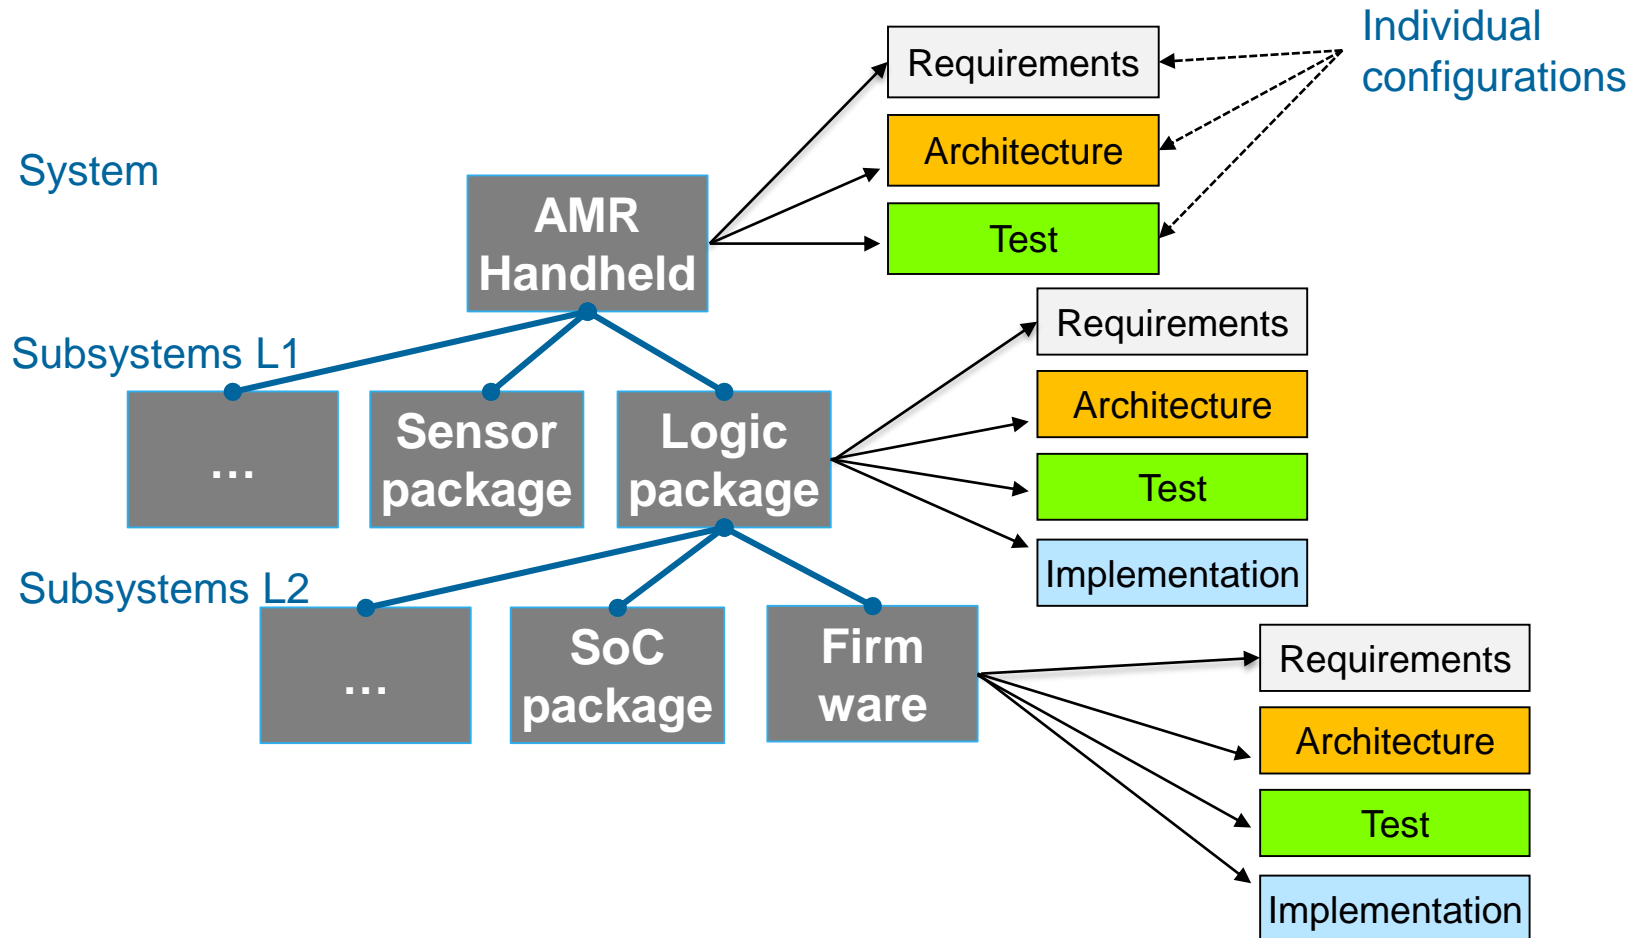 Individual
configurations
Requirements
Architecture
Test
System
AMR
Handheld
Subsystems L1
Requirements
Architecture
Test
Implementation
...
Sensor
package
Logic
package
Subsystems L2
...
SoC
package
Firm
ware
Requirements
Architecture
Test
Implementation